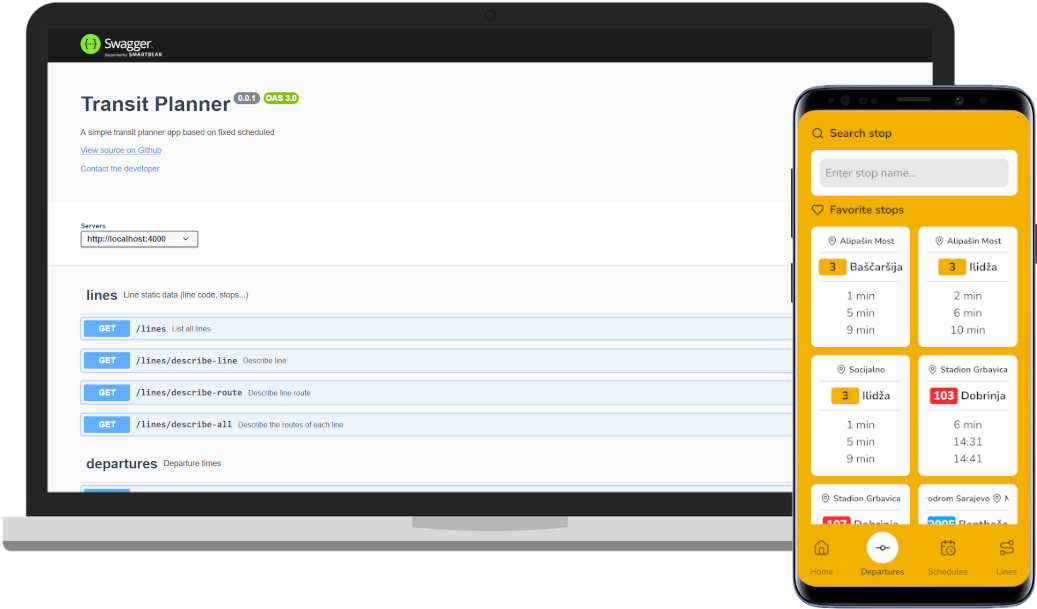 Swagger
Supported by SMARTBEAR
Transit Planner 0.0.1 OAS 3.0
A simple transit planner app based on fixed scheduled
View source on Github
Contact the developer
Servers
http://localhost:4000
lines Line static data (line code, stops...)
GET /lines List all lines
GET /lines/describe-line Describe line
GET /lines/describe-route Describe line route
GET /lines/describe-all Describe the routes of each line
departures Departure times
Search stop
Enter stop name...
Favorite stops
Alipašin Most
3 Baščaršija
1 min
5 min
9 min
Alipašin Most
3 Ilidža
2 min
6 min
10 min
Socijalno
3 Ilidža
1 min
5 min
9 min
Stadion Grbavica
103 Dobrinja
6 min
14:31
14:41
Stadion Grbavica
107 Dobrinja
odrom Sarajevo
Home
Departures
Schedules
Lines